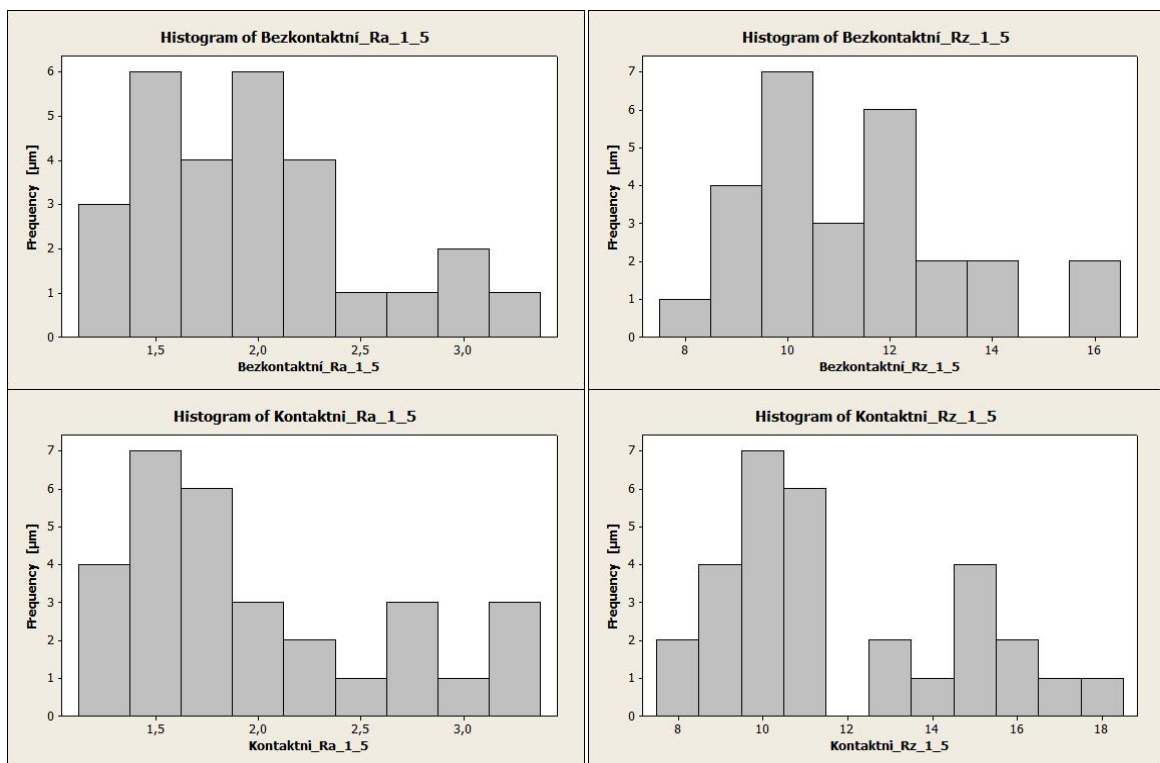 Histogram of Bezkontaktní_Ra_1_5
Frequency [µm]
6
5
4
3
2
1
0
1,5 2,0 2,5 3,0
Bezkontaktní_Ra_1_5
Histogram of Bezkontaktní_Rz_1_5
Frequency [µm]
7
6
5
4
3
2
1
0
8 10 12 14 16
Bezkontaktní_Rz_1_5
Histogram of Kontaktni_Ra_1_5
Frequency [µm]
7
6
5
4
3
2
1
0
1,5 2,0 2,5 3,0
Kontaktni_Ra_1_5
Histogram of Kontaktni_Rz_1_5
Frequency [µm]
7
6
5
4
3
2
1
0
8 10 12 14 16 18
Kontaktni_Rz_1_5